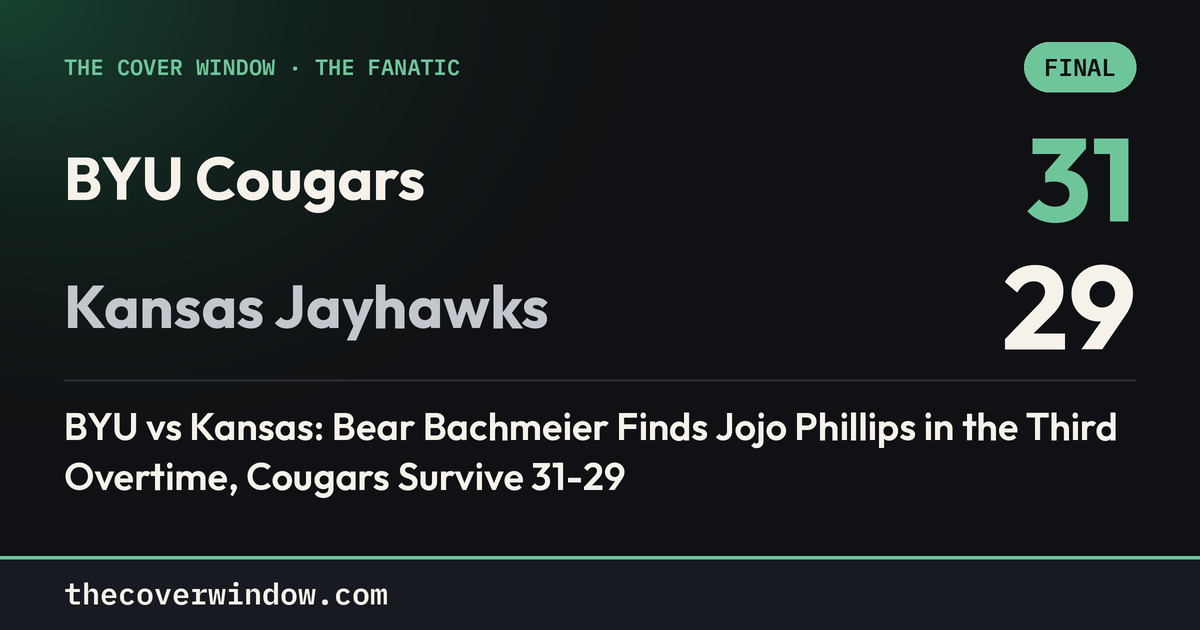 THE COVER WINDOW · THE FANATIC
FINAL
BYU Cougars 31
Kansas Jayhawks 29
BYU vs Kansas: Bear Bachmeier Finds Jojo Phillips in the Third
Overtime, Cougars Survive 31-29
thecoverwindow.com